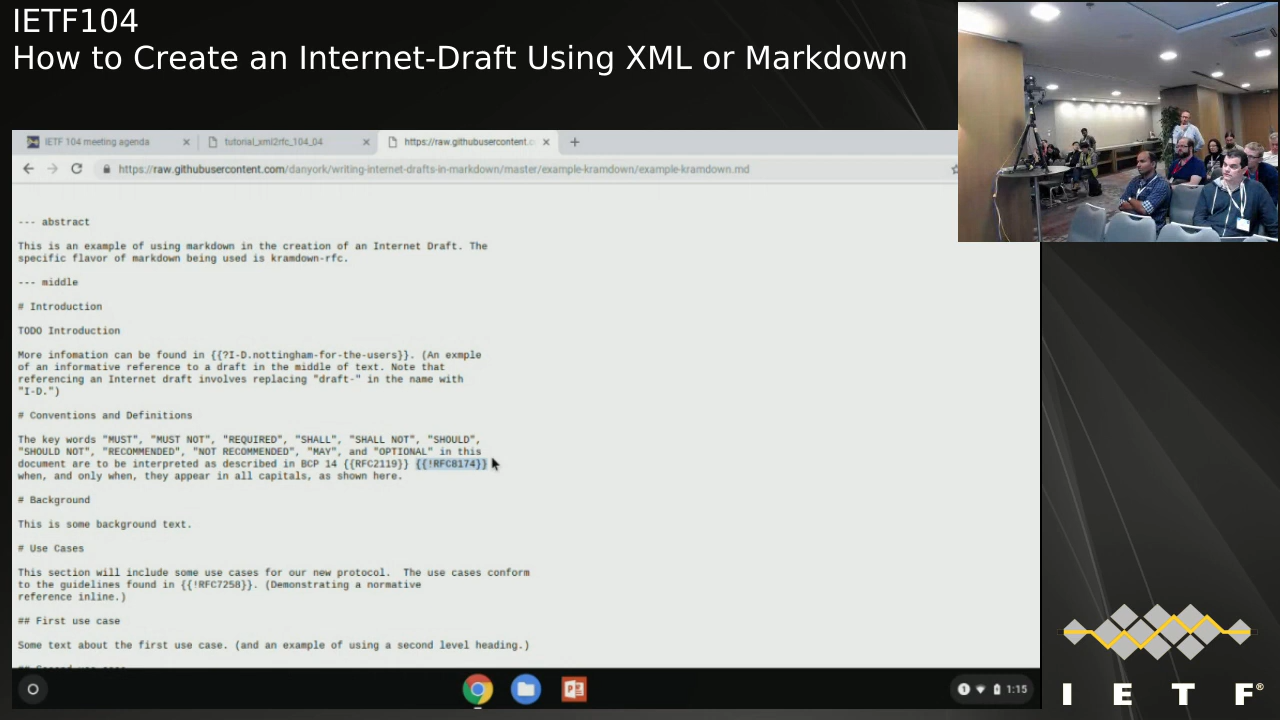 IETF104
How to Create an Internet-Draft Using XML or Markdown
IETF 104 meeting agenda
tutorial_xml2rfc_104_04
https://raw.githubusercontent.c
https://raw.githubusercontent.com/danyork/writing-internet-drafts-in-markdown/master/example-kramdown/example-kramdown.md
--- abstract
This is an example of using markdown in the creation of an Internet Draft. The
specific flavor of markdown being used is kramdown-rfc.
--- middle
# Introduction
TODO Introduction
More infomation can be found in {{?I-D.nottingham-for-the-users}}. (An exmple
of an informative reference to a draft in the middle of text. Note that
referencing an Internet draft involves replacing "draft-" in the name with
"I-D.")
# Conventions and Definitions
The key words "MUST", "MUST NOT", "REQUIRED", "SHALL", "SHALL NOT", "SHOULD",
"SHOULD NOT", "RECOMMENDED", "NOT RECOMMENDED", "MAY", and "OPTIONAL" in this
document are to be interpreted as described in BCP 14 {{RFC2119}} {{!RFC8174}}
when, and only when, they appear in all capitals, as shown here.
# Background
This is some background text.
# Use Cases
This section will include some use cases for our new protocol.  The use cases conform
to the guidelines found in {{!RFC7258}}. (Demonstrating a normative
reference inline.)
## First use case
Some text about the first use case. (and an example of using a second level heading.)
## Second use case
1 1:15
I E T F®